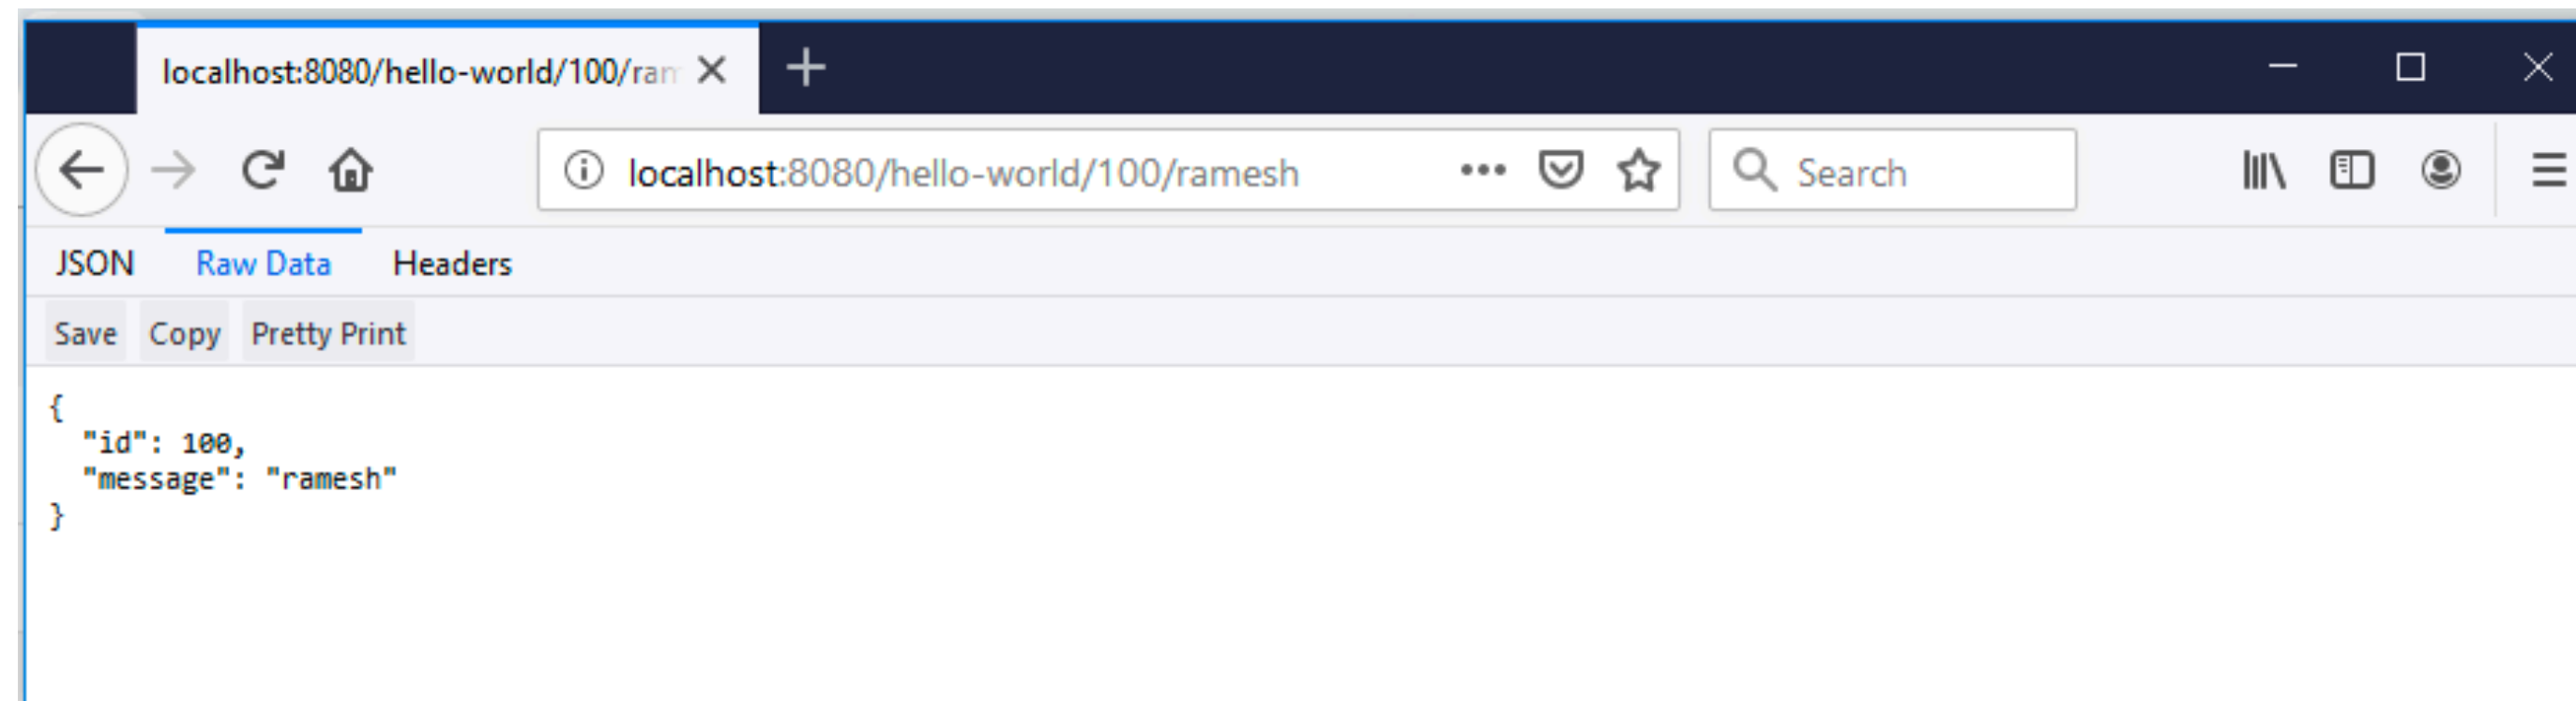 localhost:8080/hello-world/100/ram
localhost:8080/hello-world/100/ramesh
Search
JSON Raw Data Headers
Save Copy Pretty Print
{
"id": 100,
"message": "ramesh"
}